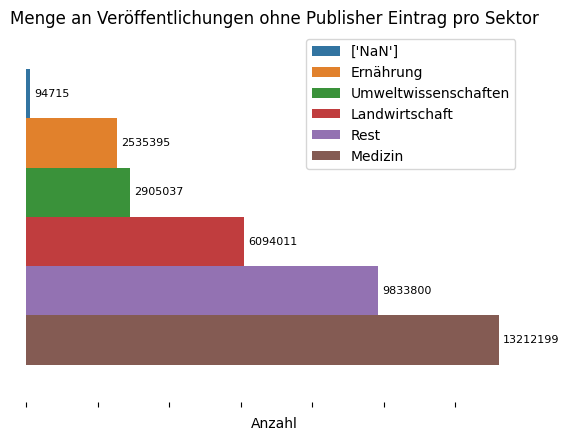 Menge an Veröffentlichungen ohne Publisher Eintrag pro Sektor
['NaN']
Ernährung
Umweltwissenschaften
Landwirtschaft
Rest
Medizin
94715
2535395
2905037
6094011
9833800
13212199
Anzahl